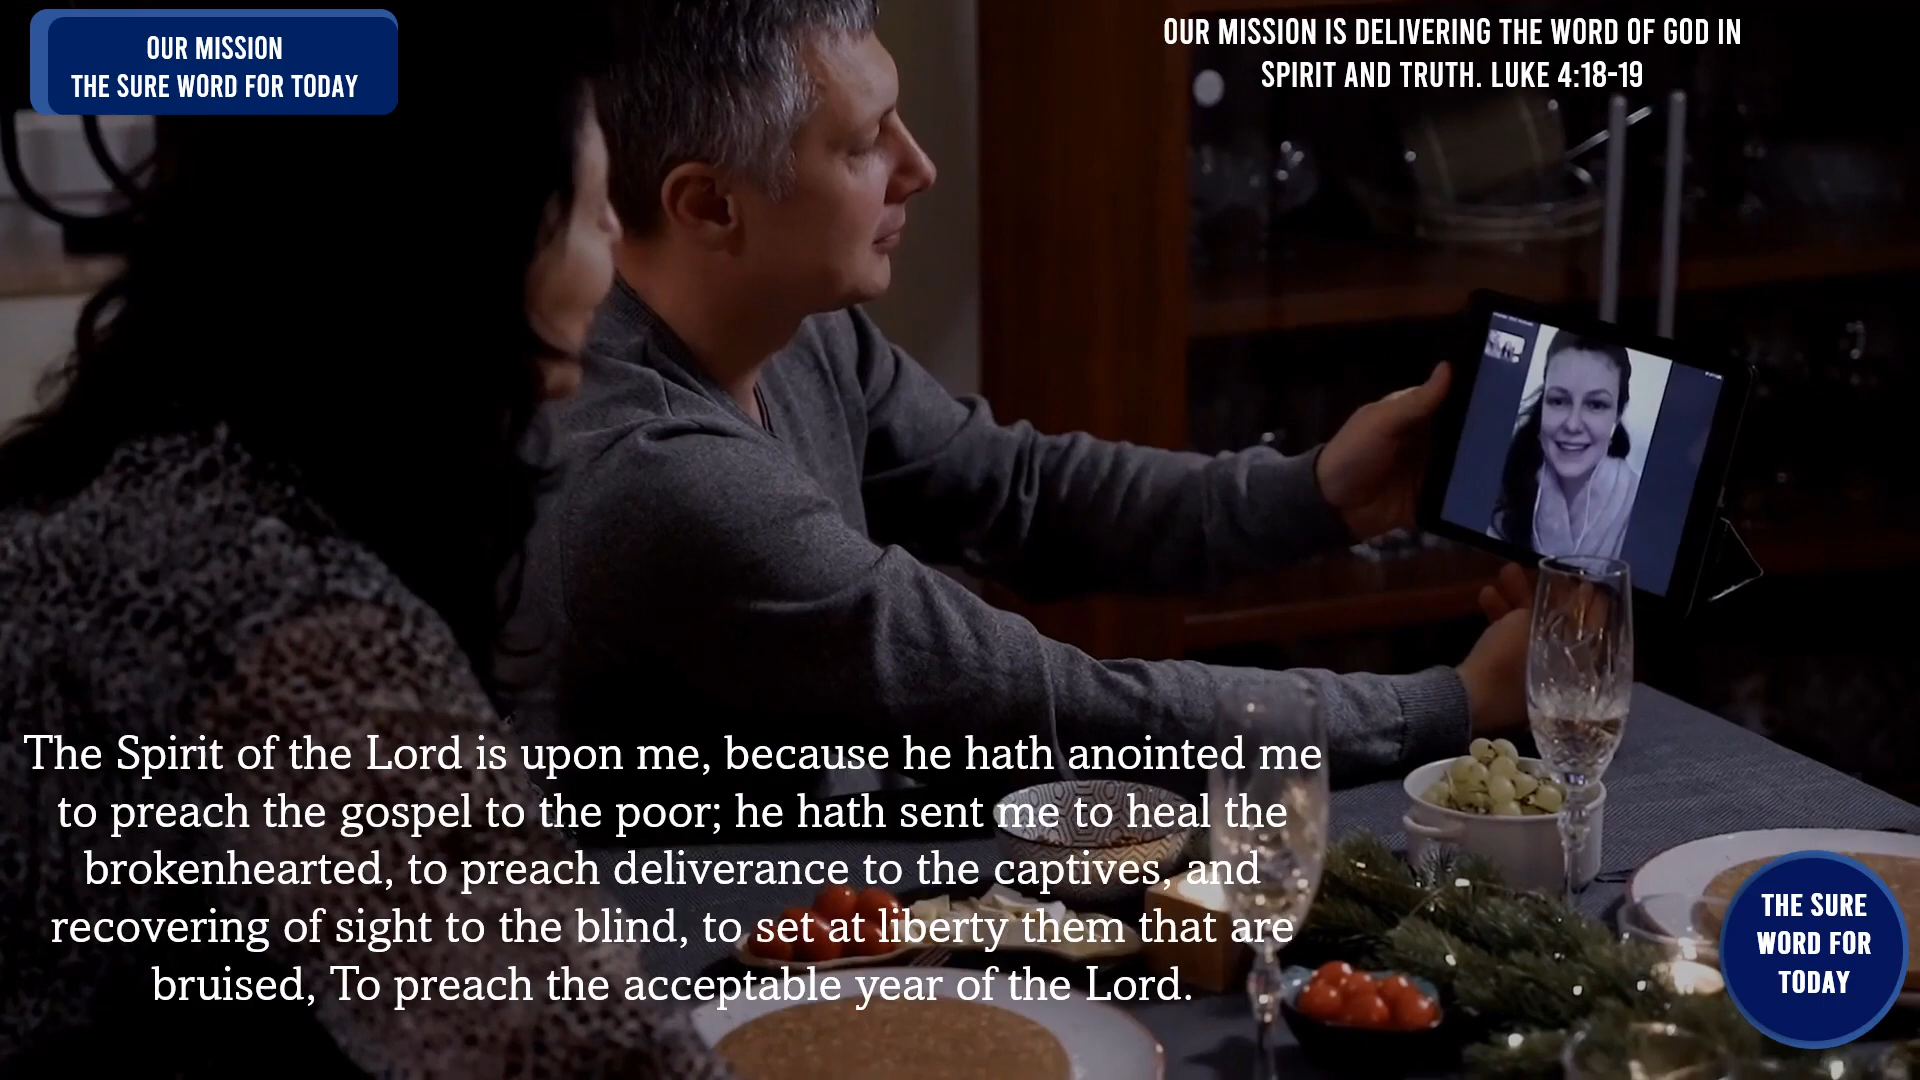 OUR MISSION
THE SURE WORD FOR TODAY
OUR MISSION IS DELIVERING THE WORD OF GOD IN
SPIRIT AND TRUTH. LUKE 4:18-19
The Spirit of the Lord is upon me, because he hath anointed me
to preach the gospel to the poor; he hath sent me to heal the
brokenhearted, to preach deliverance to the captives, and
recovering of sight to the blind, to set at liberty them that are
bruised, To preach the acceptable year of the Lord.
THE SURE
WORD FOR
TODAY